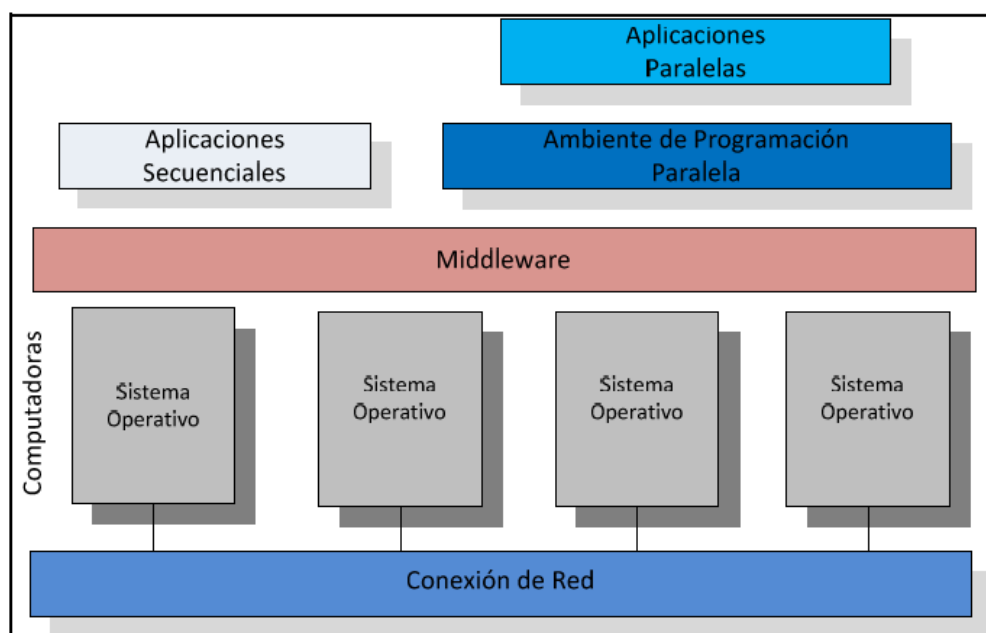 Aplicaciones
Paralelas
Aplicaciones
Secuenciales
Ambiente de Programación
Paralela
Middleware
Computadoras
Sistema
Operativo
Sistema
Operativo
Sistema
Operativo
Sistema
Operativo
Conexión de Red